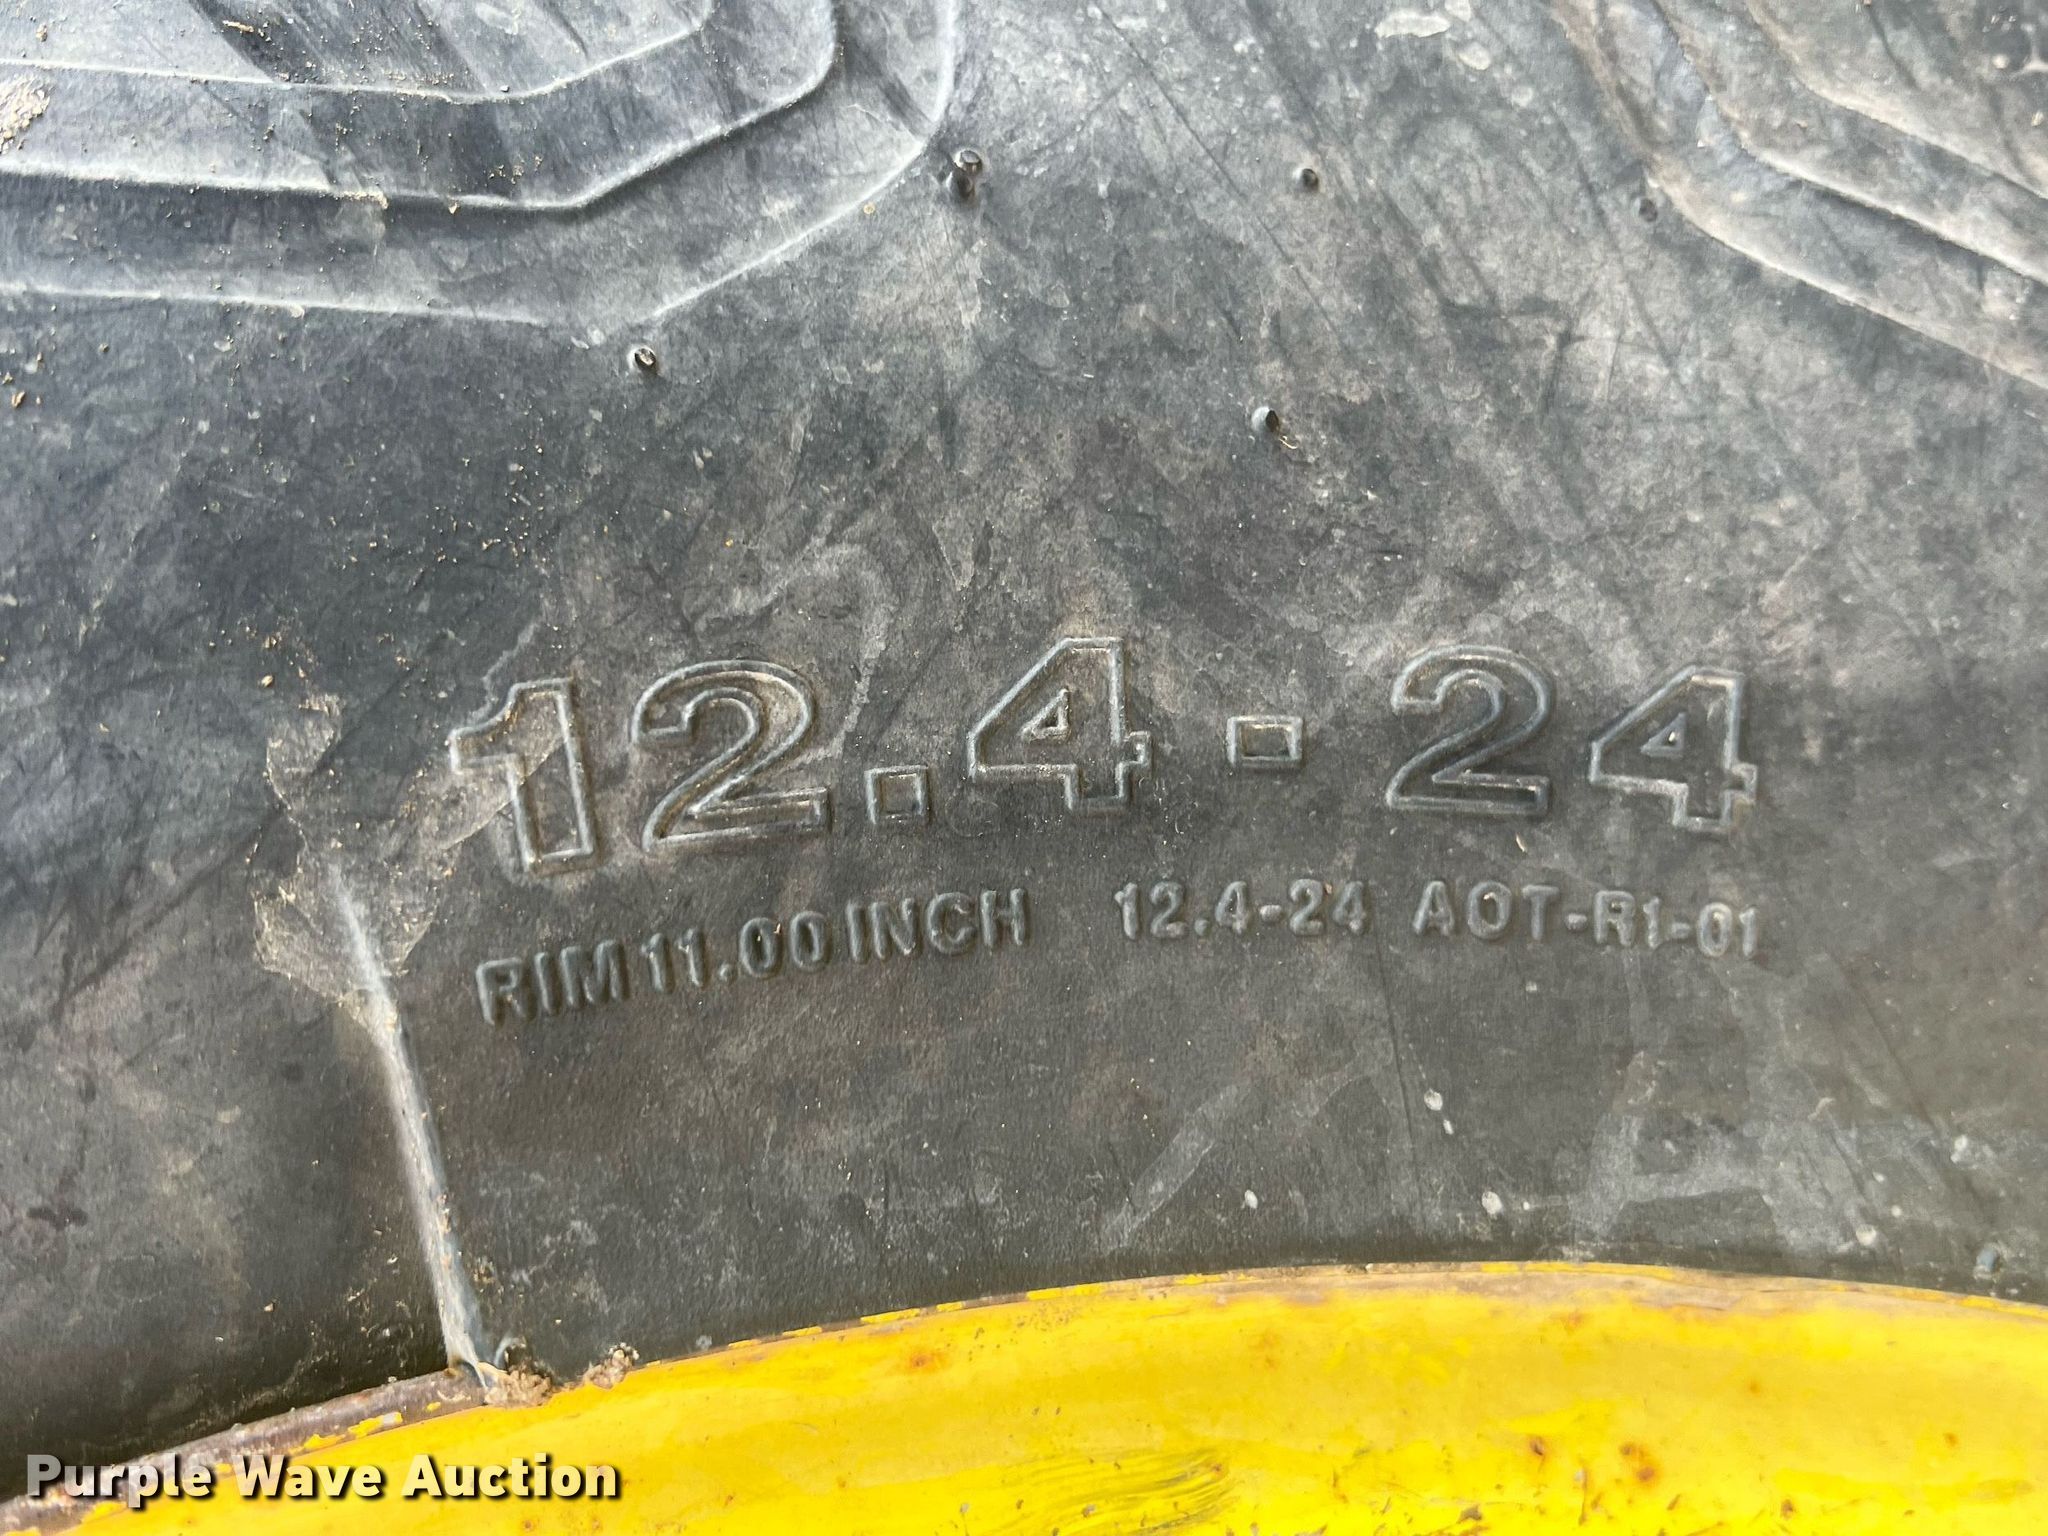 12.4-24
RIM 11.00 INCH 12.4-24 AOT-R1-01
Purple Wave Auction